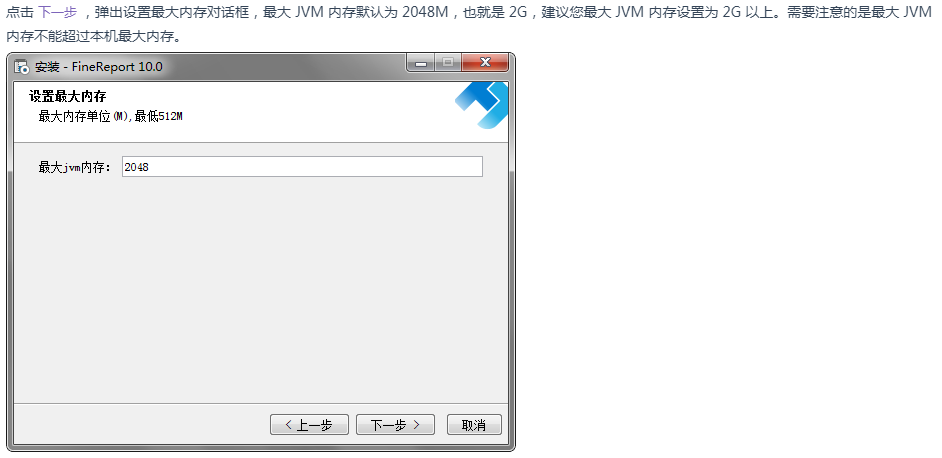 点击 下一步 ，弹出设置最大内存对话框，最大 JVM 内存默认为 2048M，也就是 2G，建议您最大 JVM 内存设置为 2G 以上。需要注意的是最大 JVM
内存不能超过本机最大内存。
安装 - FineReport 10.0
设置最大内存
最大内存单位(M),最低512M
最大jvm内存: 2048
< 上一步 下一步 > 取消